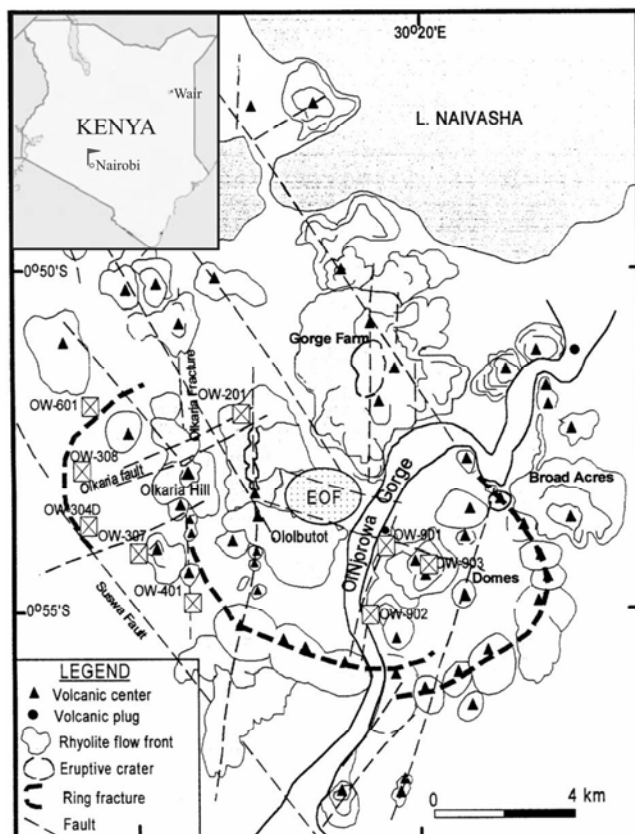 30°20'E
L. NAIVASHA
Wair
KENYA
Nairobi
0°50'S
Gorge Farm
Olkaria Fracture
OW-201
OW-601
OW-308
Olkaria fault
Olkaria Hill
EOF
Ol Njorowa Gorge
Broad Acres
OW-304D
OW-307
Ololbutot
OW-901
OW-903
Domes
OW-401
Suswa Fault
OW-902
0°55'S
LEGEND
Volcanic center
Volcanic plug
Rhyolite flow front
Eruptive crater
Ring fracture
Fault
0 4 km